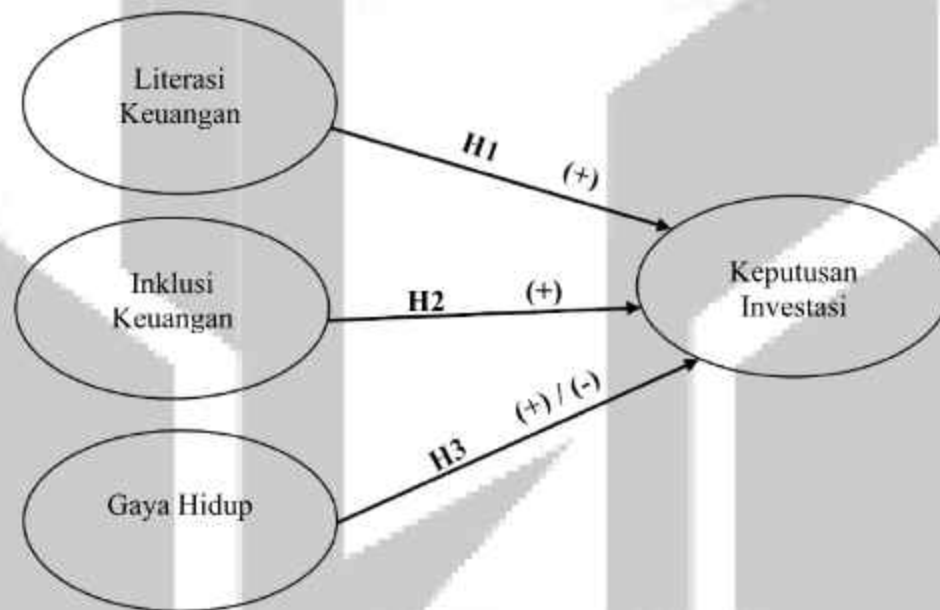 Literasi
Keuangan
H1
(+)
Inklusi
Keuangan
H2
(+)
Keputusan
Investasi
Gaya Hidup
H3
(+) / (-)